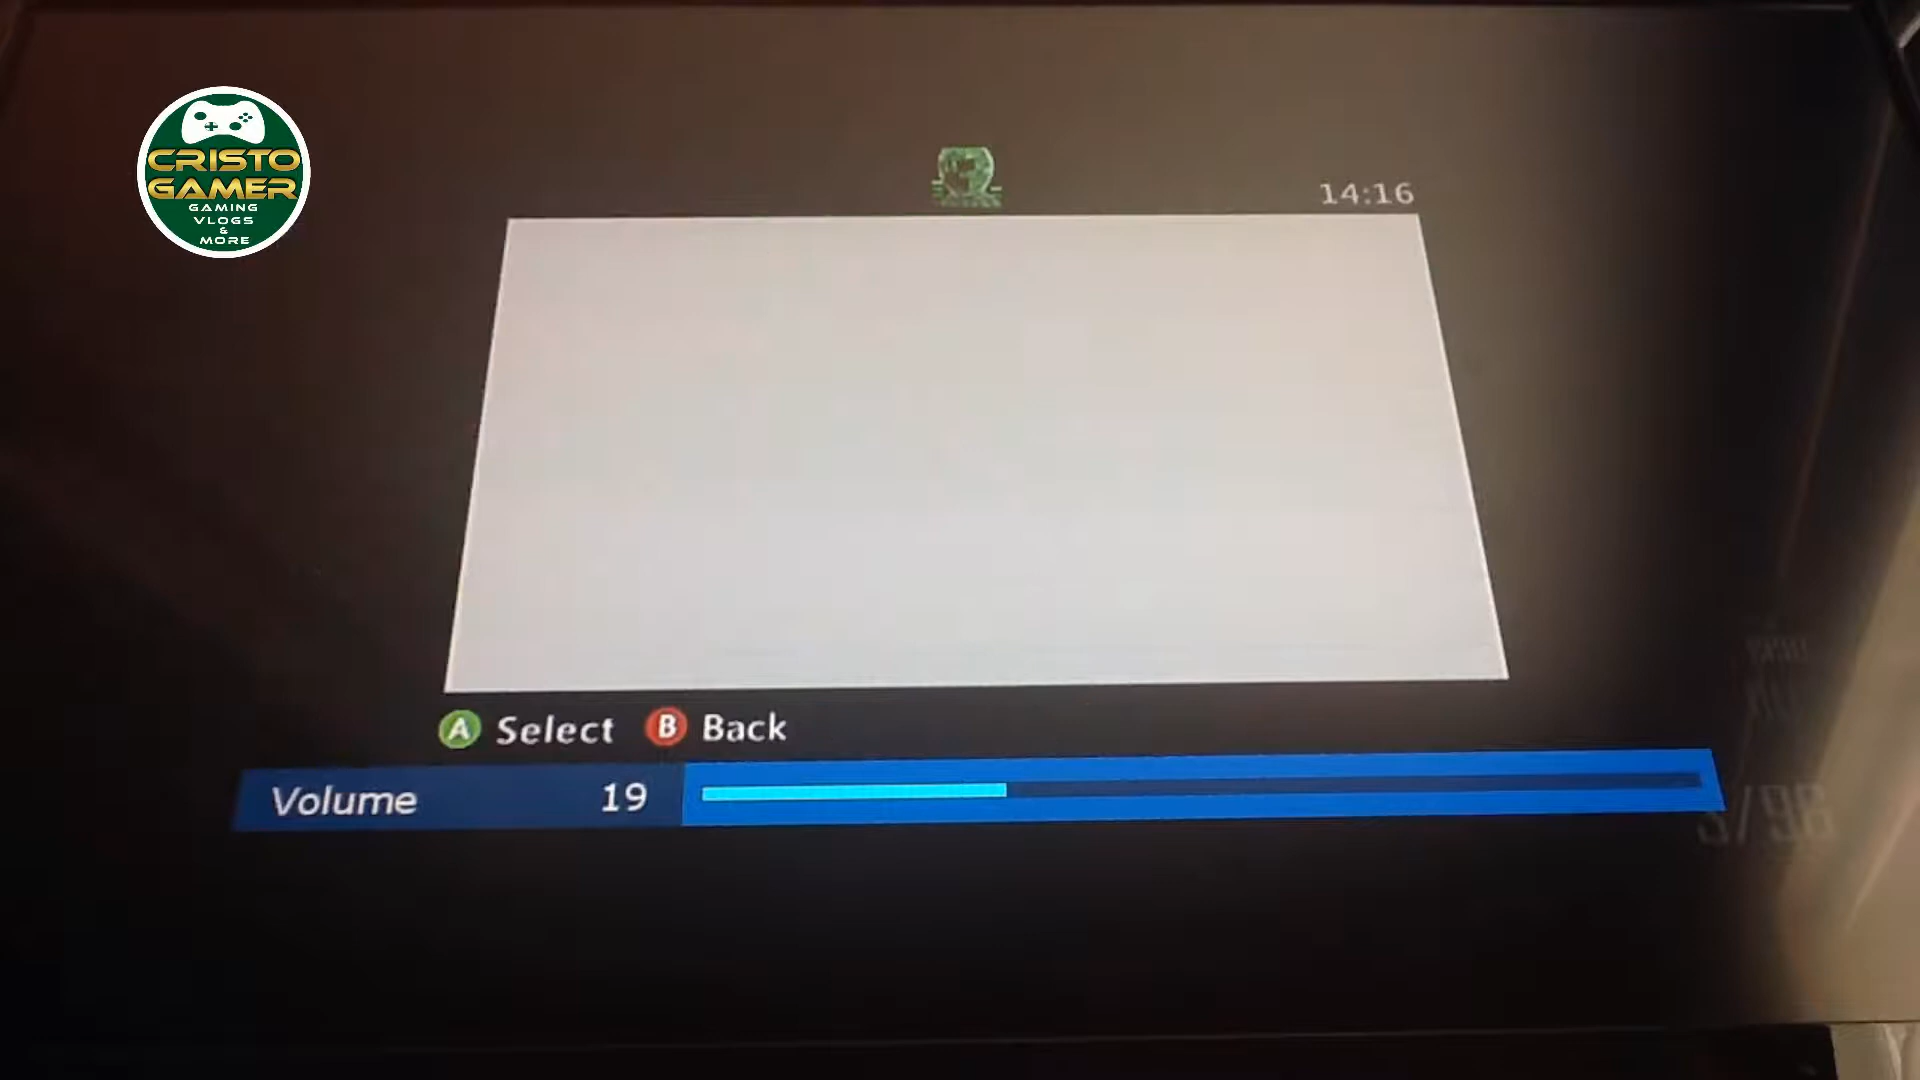 CRISTO
GAMER
GAMING
VLOGS
&
MORE
14:16
A Select B Back
Volume 19